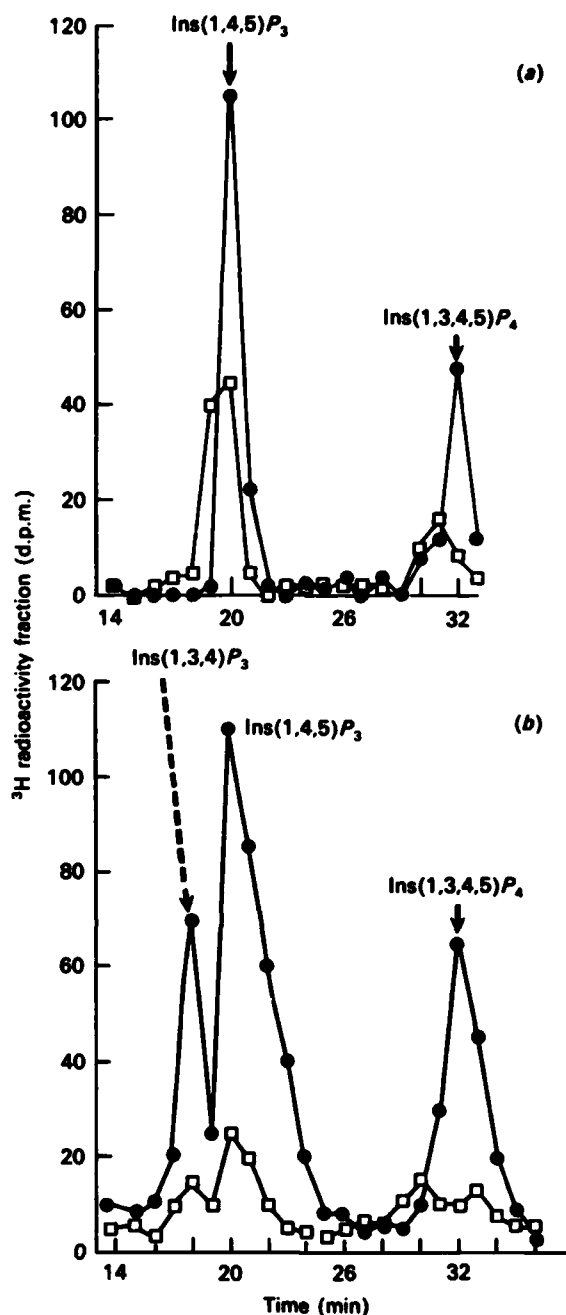 120
Ins(1,4,5)P3
(a)
100
80
60
Ins(1,3,4,5)P4
40
20
0
14 20 26 32
Ins(1,3,4)P3
120
Ins(1,4,5)P3
(b)
100
80
Ins(1,3,4,5)P4
60
40
20
0
14 20 26 32
Time (min)
³H radioactivity fraction (d.p.m.)